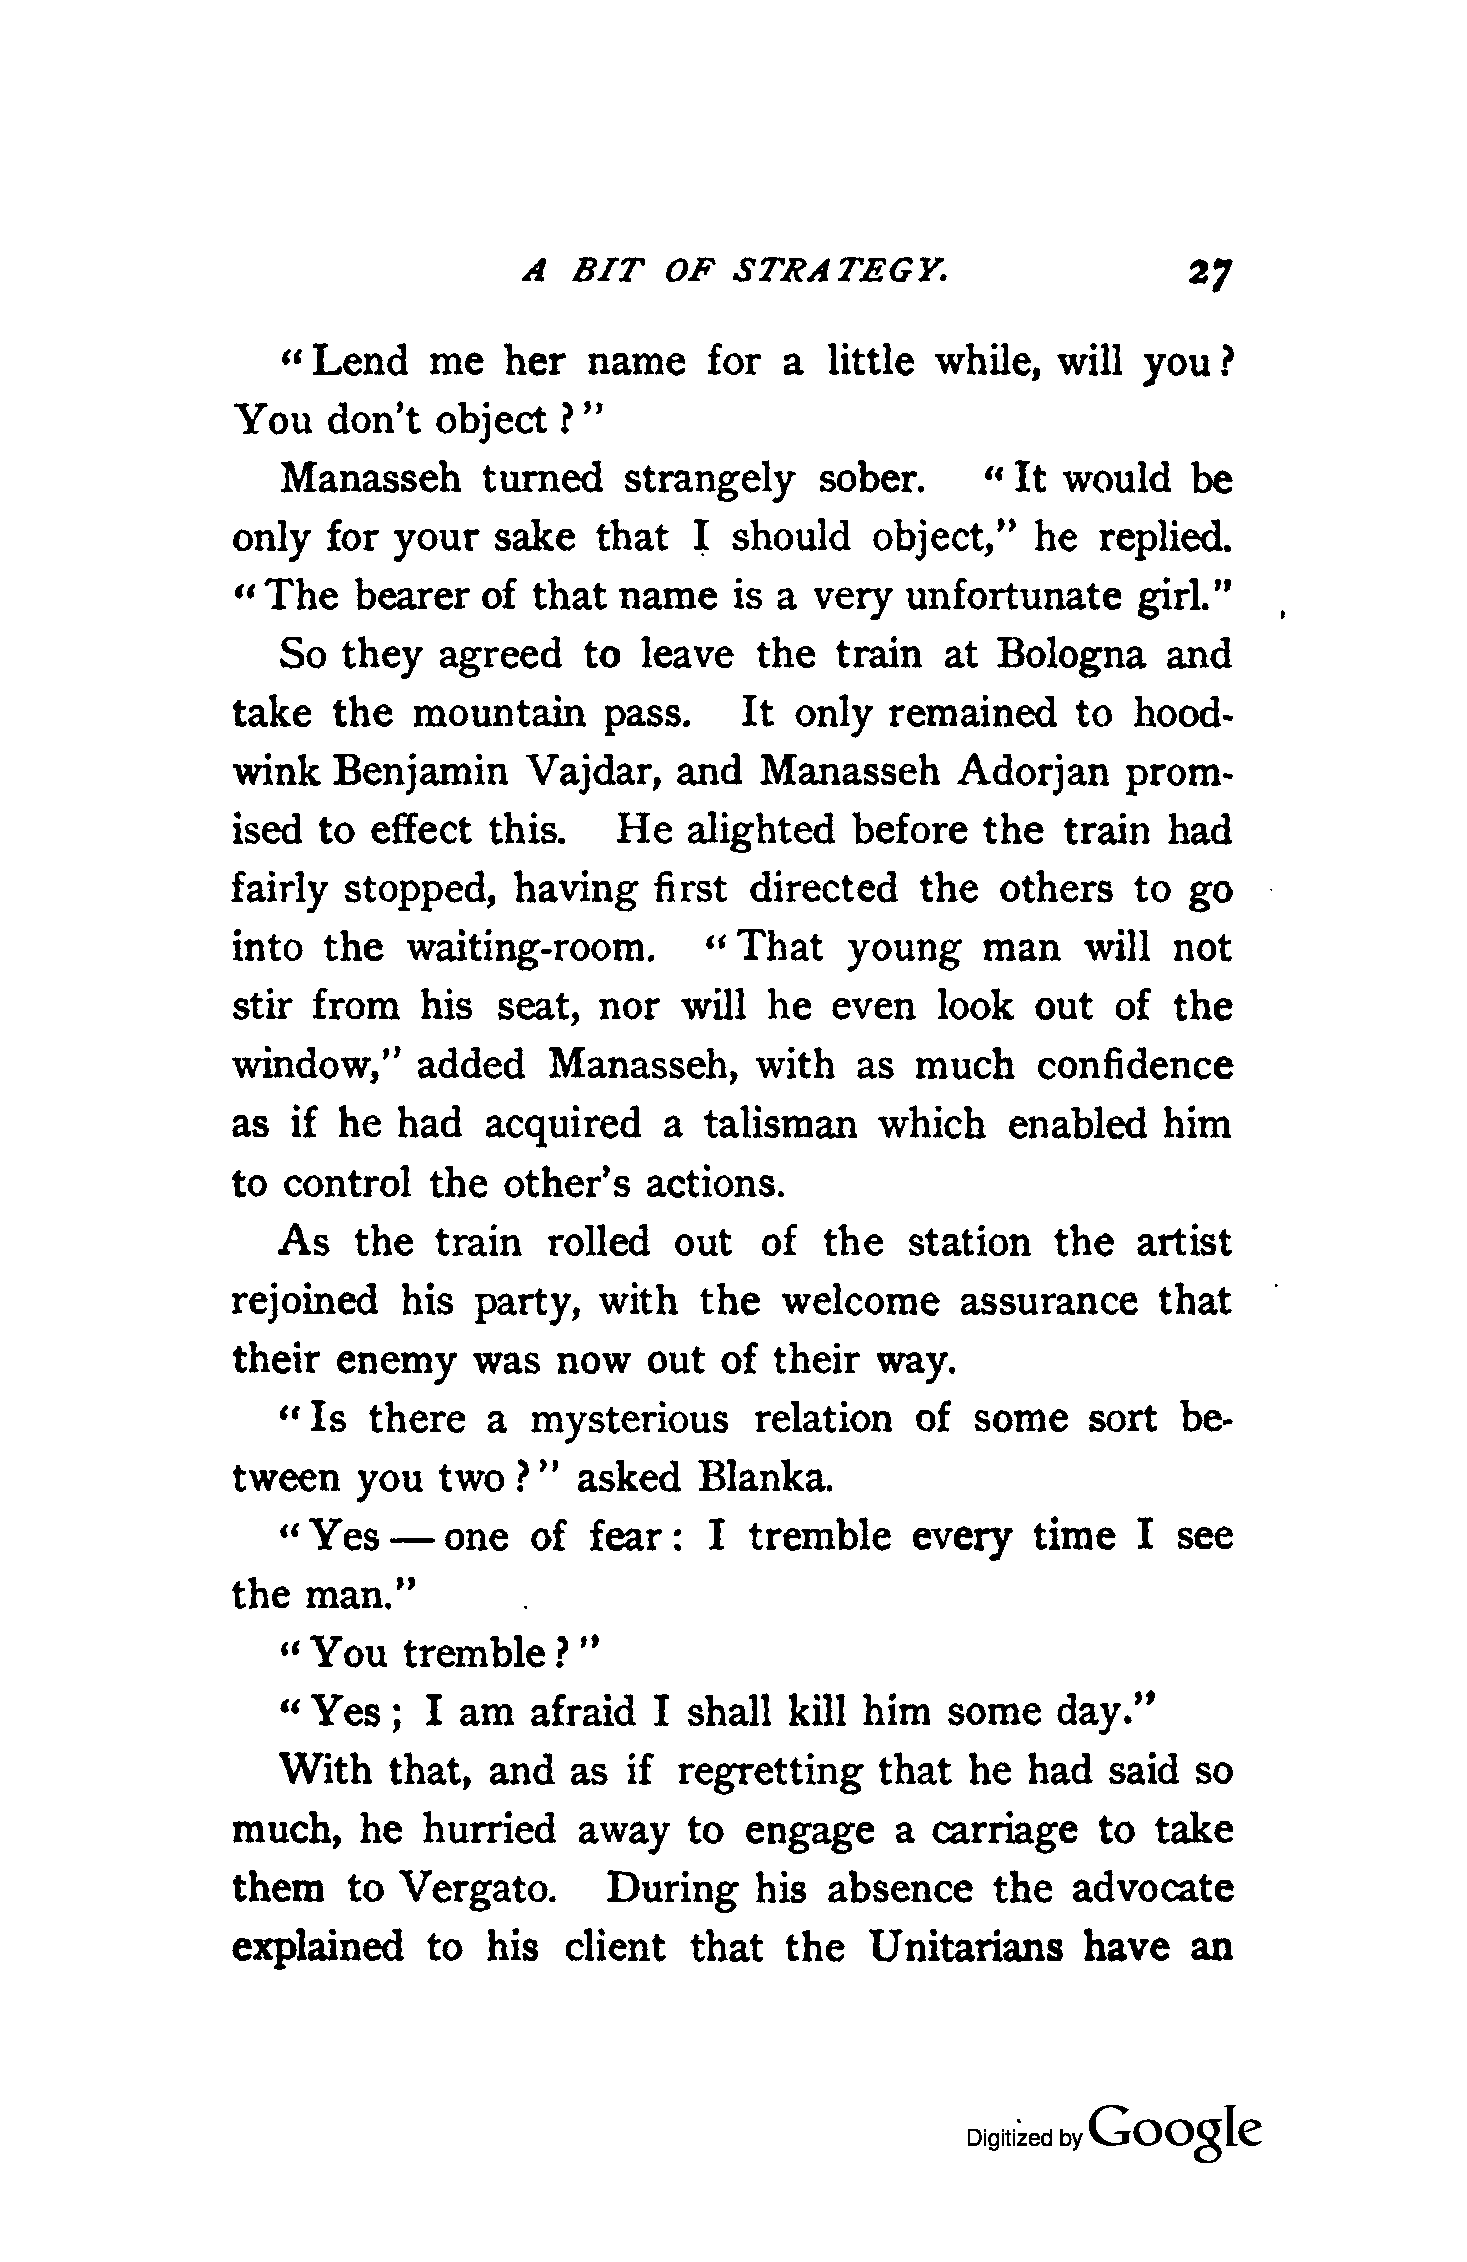 A BIT OF STRATEGY. 27
"Lend me her name for a little while, will you?
You don't object?"
Manasseh turned strangely sober. "It would be
only for your sake that I should object," he replied.
"The bearer of that name is a very unfortunate girl."
So they agreed to leave the train at Bologna and
take the mountain pass. It only remained to hood-
wink Benjamin Vajdar, and Manasseh Adorjan prom-
ised to effect this. He alighted before the train had
fairly stopped, having first directed the others to go
into the waiting-room. "That young man will not
stir from his seat, nor will he even look out of the
window," added Manasseh, with as much confidence
as if he had acquired a talisman which enabled him
to control the other's actions.
As the train rolled out of the station the artist
rejoined his party, with the welcome assurance that
their enemy was now out of their way.
"Is there a mysterious relation of some sort be-
tween you two?" asked Blanka.
"Yes — one of fear: I tremble every time I see
the man."
"You tremble?"
"Yes; I am afraid I shall kill him some day."
With that, and as if regretting that he had said so
much, he hurried away to engage a carriage to take
them to Vergato. During his absence the advocate
explained to his client that the Unitarians have an
Digitized by Google